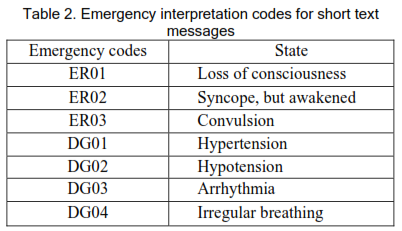 Table 2. Emergency interpretation codes for short text
messages
Emergency codes State
ER01 Loss of consciousness
ER02 Syncope, but awakened
ER03 Convulsion
DG01 Hypertension
DG02 Hypotension
DG03 Arrhythmia
DG04 Irregular breathing